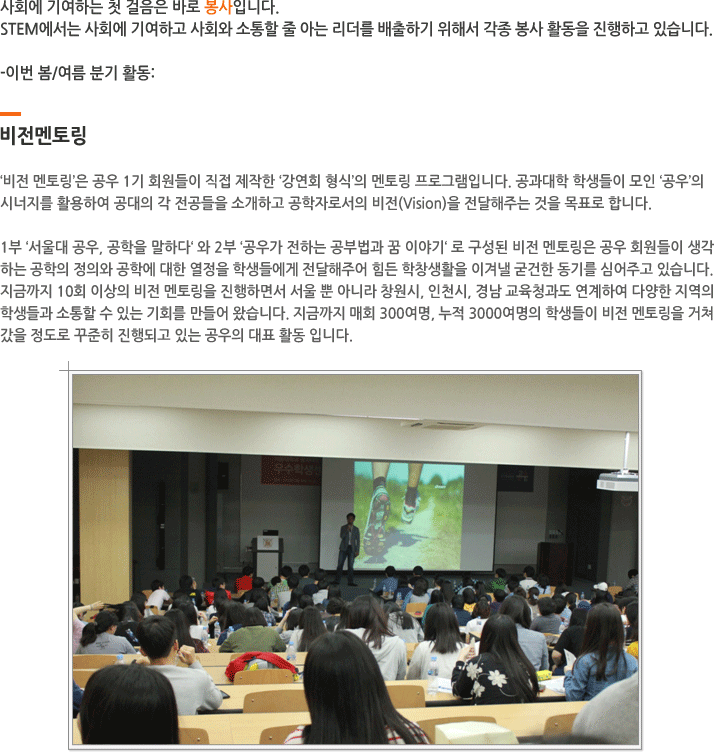 사회에 기여하는 첫 걸음은 바로 봉사입니다.
STEM에서는 사회에 기여하고 사회와 소통할 줄 아는 리더를 배출하기 위해서 각종 봉사 활동을 진행하고 있습니다.
-이번 봄/여름 분기 활동:
비전멘토링
‘비전 멘토링’은 공우 1기 회원들이 직접 제작한 ‘강연회 형식’의 멘토링 프로그램입니다. 공과대학 학생들이 모인 ‘공우’의
시너지를 활용하여 공대의 각 전공들을 소개하고 공학자로서의 비전(Vision)을 전달해주는 것을 목표로 합니다.
1부 ‘서울대 공우, 공학을 말하다‘ 와 2부 ‘공우가 전하는 공부법과 꿈 이야기‘ 로 구성된 비전 멘토링은 공우 회원들이 생각
하는 공학의 정의와 공학에 대한 열정을 학생들에게 전달해주어 힘든 학창생활을 이겨낼 굳건한 동기를 심어주고 있습니다.
지금까지 10회 이상의 비전 멘토링을 진행하면서 서울 뿐 아니라 창원시, 인천시, 경남 교육청과도 연계하여 다양한 지역의
학생들과 소통할 수 있는 기회를 만들어 왔습니다. 지금까지 매회 300여명, 누적 3000여명의 학생들이 비전 멘토링을 거쳐
갔을 정도로 꾸준히 진행되고 있는 공우의 대표 활동 입니다.